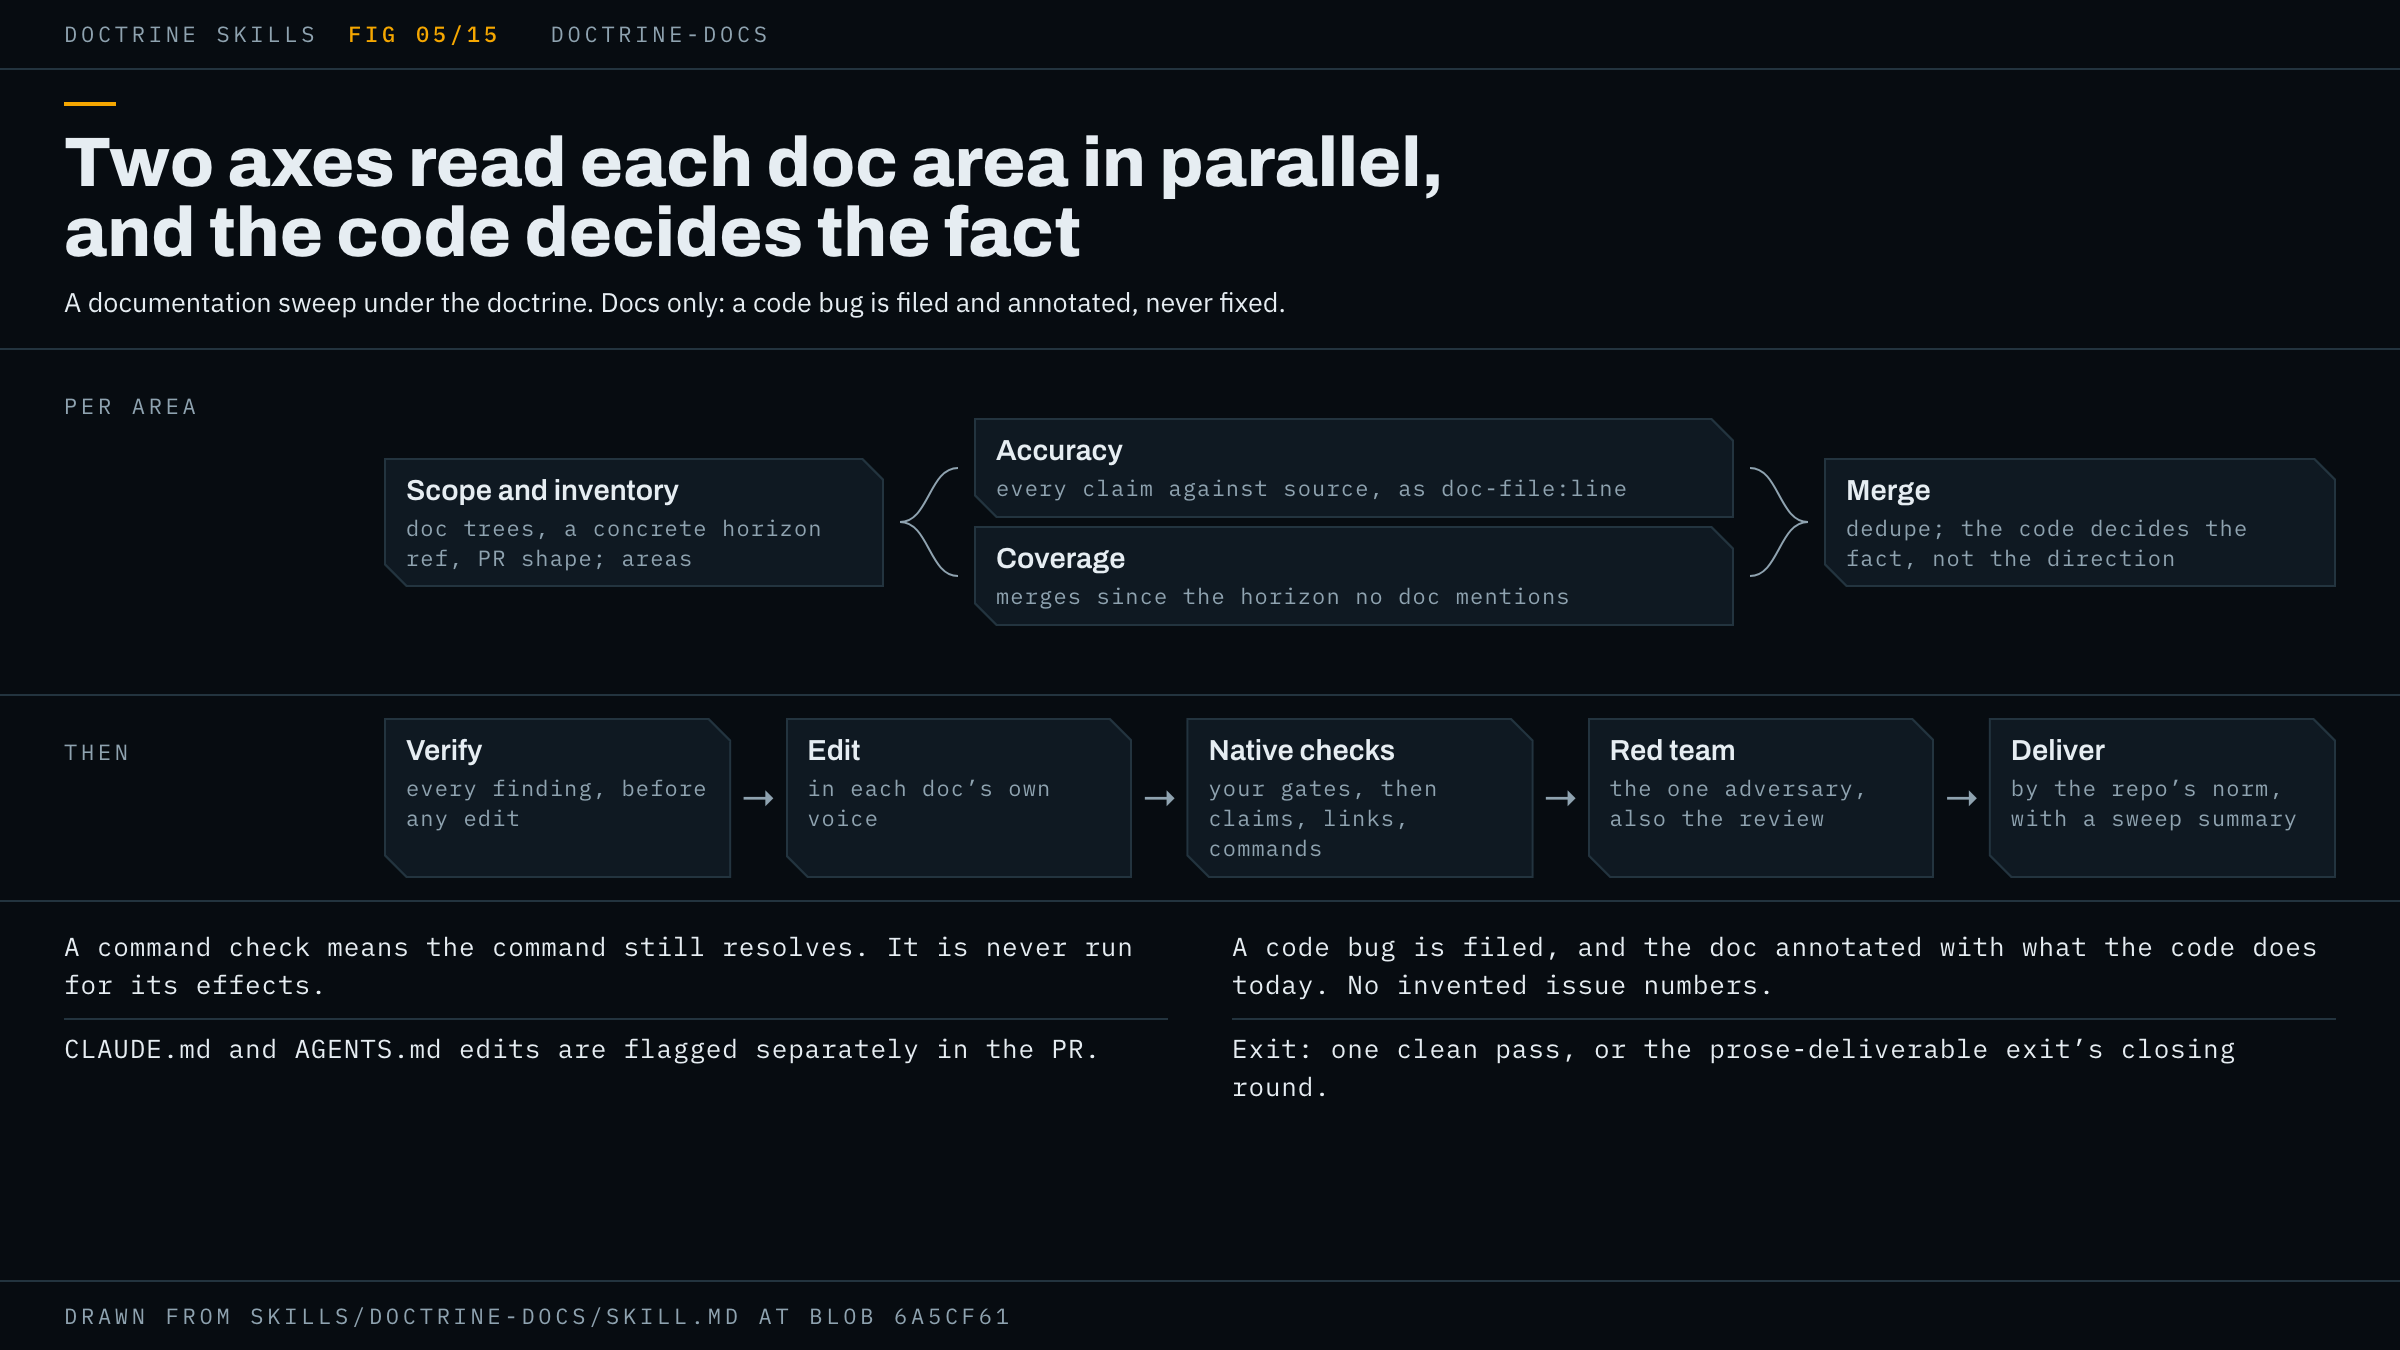 DOCTRINE SKILLS FIG 05/15 DOCTRINE-DOCS
Two axes read each doc area in parallel,
and the code decides the fact
A documentation sweep under the doctrine. Docs only: a code bug is filed and annotated, never fixed.
PER AREA
Scope and inventory
doc trees, a concrete horizon
ref, PR shape; areas
Accuracy
every claim against source, as doc-file:line
Coverage
merges since the horizon no doc mentions
Merge
dedupe; the code decides the
fact, not the direction
THEN
Verify
every finding, before
any edit
Edit
in each doc’s own
voice
Native checks
your gates, then
claims, links,
commands
Red team
the one adversary,
also the review
Deliver
by the repo’s norm,
with a sweep summary
A command check means the command still resolves. It is never run
for its effects.
CLAUDE.md and AGENTS.md edits are flagged separately in the PR.
A code bug is filed, and the doc annotated with what the code does
today. No invented issue numbers.
Exit: one clean pass, or the prose-deliverable exit’s closing
round.
DRAWN FROM SKILLS/DOCTRINE-DOCS/SKILL.MD AT BLOB 6A5CF61